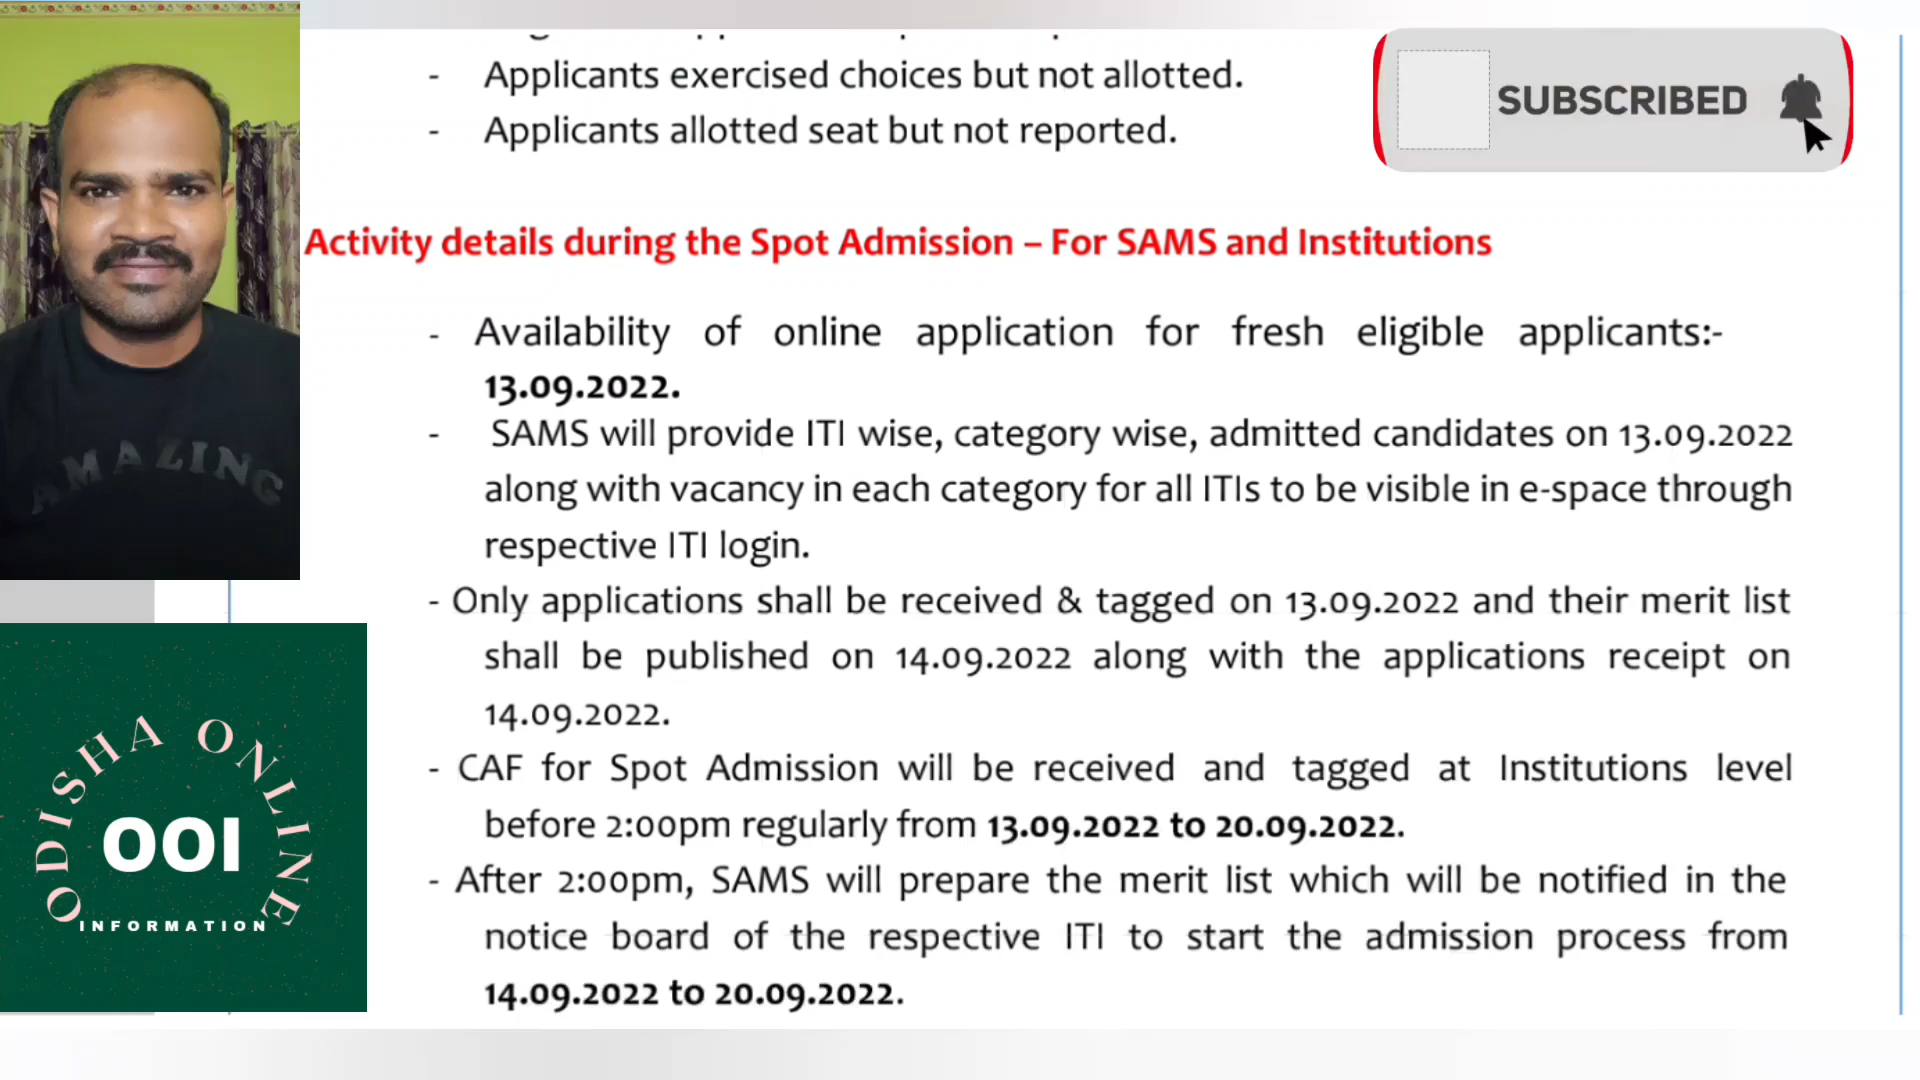 - Applicants exercised choices but not allotted.
- Applicants allotted seat but not reported.
SUBSCRIBED
Activity details during the Spot Admission – For SAMS and Institutions
- Availability of online application for fresh eligible applicants:-
13.09.2022.
- SAMS will provide ITI wise, category wise, admitted candidates on 13.09.2022
along with vacancy in each category for all ITIs to be visible in e-space through
respective ITI login.
- Only applications shall be received & tagged on 13.09.2022 and their merit list
shall be published on 14.09.2022 along with the applications receipt on
14.09.2022.
- CAF for Spot Admission will be received and tagged at Institutions level
before 2:00pm regularly from 13.09.2022 to 20.09.2022.
- After 2:00pm, SAMS will prepare the merit list which will be notified in the
notice board of the respective ITI to start the admission process from
14.09.2022 to 20.09.2022.
AMAZING
ODISHA ONLINE
OOI
INFORMATION